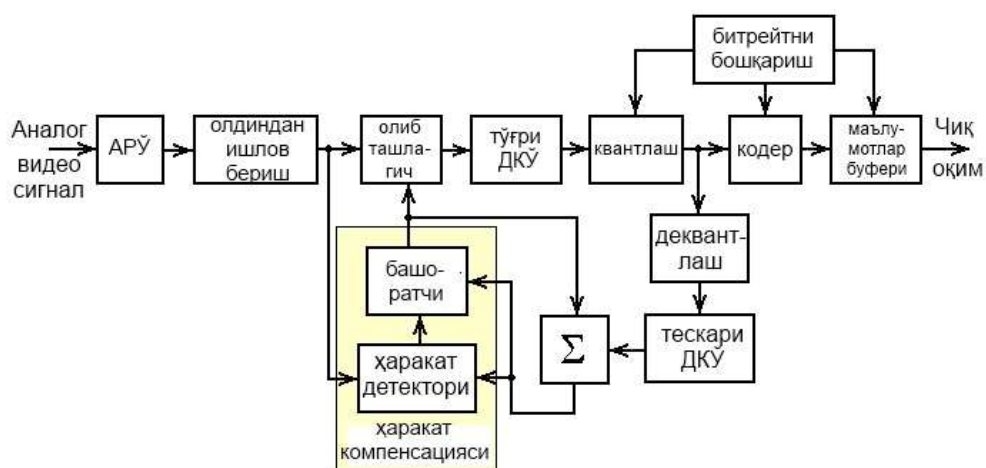 битрейтни
бошқариш
Аналог
видео
сигнал
АРЎ
олдиндан
ишлов
бериш
олиб
ташла-
гич
тўғри
ДКЎ
квантлаш
кодер
маълу-
мотлар
буфери
Чиқ
оқим
деквант-
лаш
башо-
ратчи
Σ
тескари
ДКЎ
ҳаракат
детектори
ҳаракат
компенсацияси